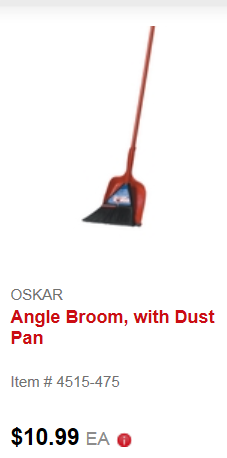 OSKAR
Angle Broom, with Dust
Pan
Item # 4515-475
$10.99 EA